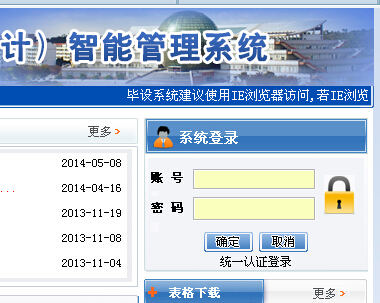 计）智能管理系统
毕设系统建议使用IE浏览器访问,若IE浏览
更多 >
系统登录
2014-05-08
...
2014-04-16
2013-11-19
2013-11-08
2013-11-04
账 号
密 码
确定 取消
统一认证登录
表格下载 更多 >